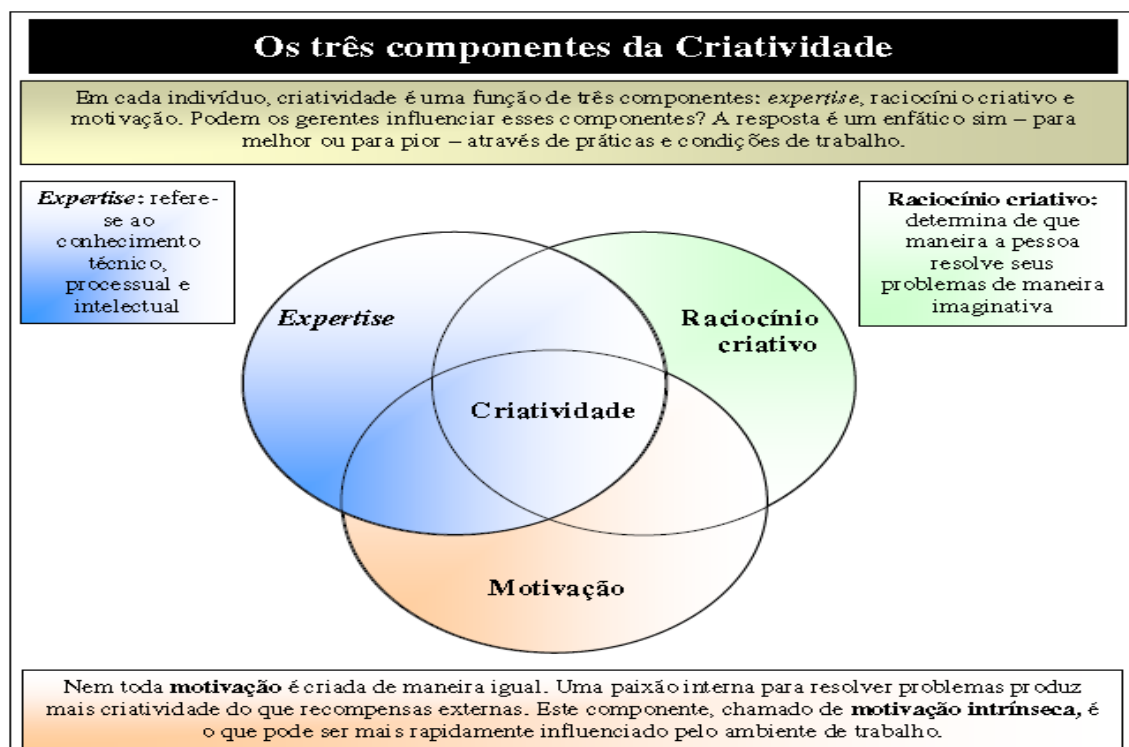 Os três componentes da Criatividade
Em cada indivíduo, criatividade é uma função de três componentes: expertise, raciocínio criativo e
motivação. Podem os gerentes influenciar esses componentes? A resposta é um enfático sim – para
melhor ou para pior – através de práticas e condições de trabalho.
Expertise: refere-
se ao
conhecimento
técnico,
processual e
intelectual
Raciocínio criativo:
determina de que
maneira a pessoa
resolve seus
problemas de maneira
imaginativa
Expertise
Raciocínio
criativo
Criatividade
Motivação
Nem toda motivação é criada de maneira igual. Uma paixão interna para resolver problemas produz
mais criatividade do que recompensas externas. Este componente, chamado de motivação intrínseca, é
o que pode ser mais rapidamente influenciado pelo ambiente de trabalho.